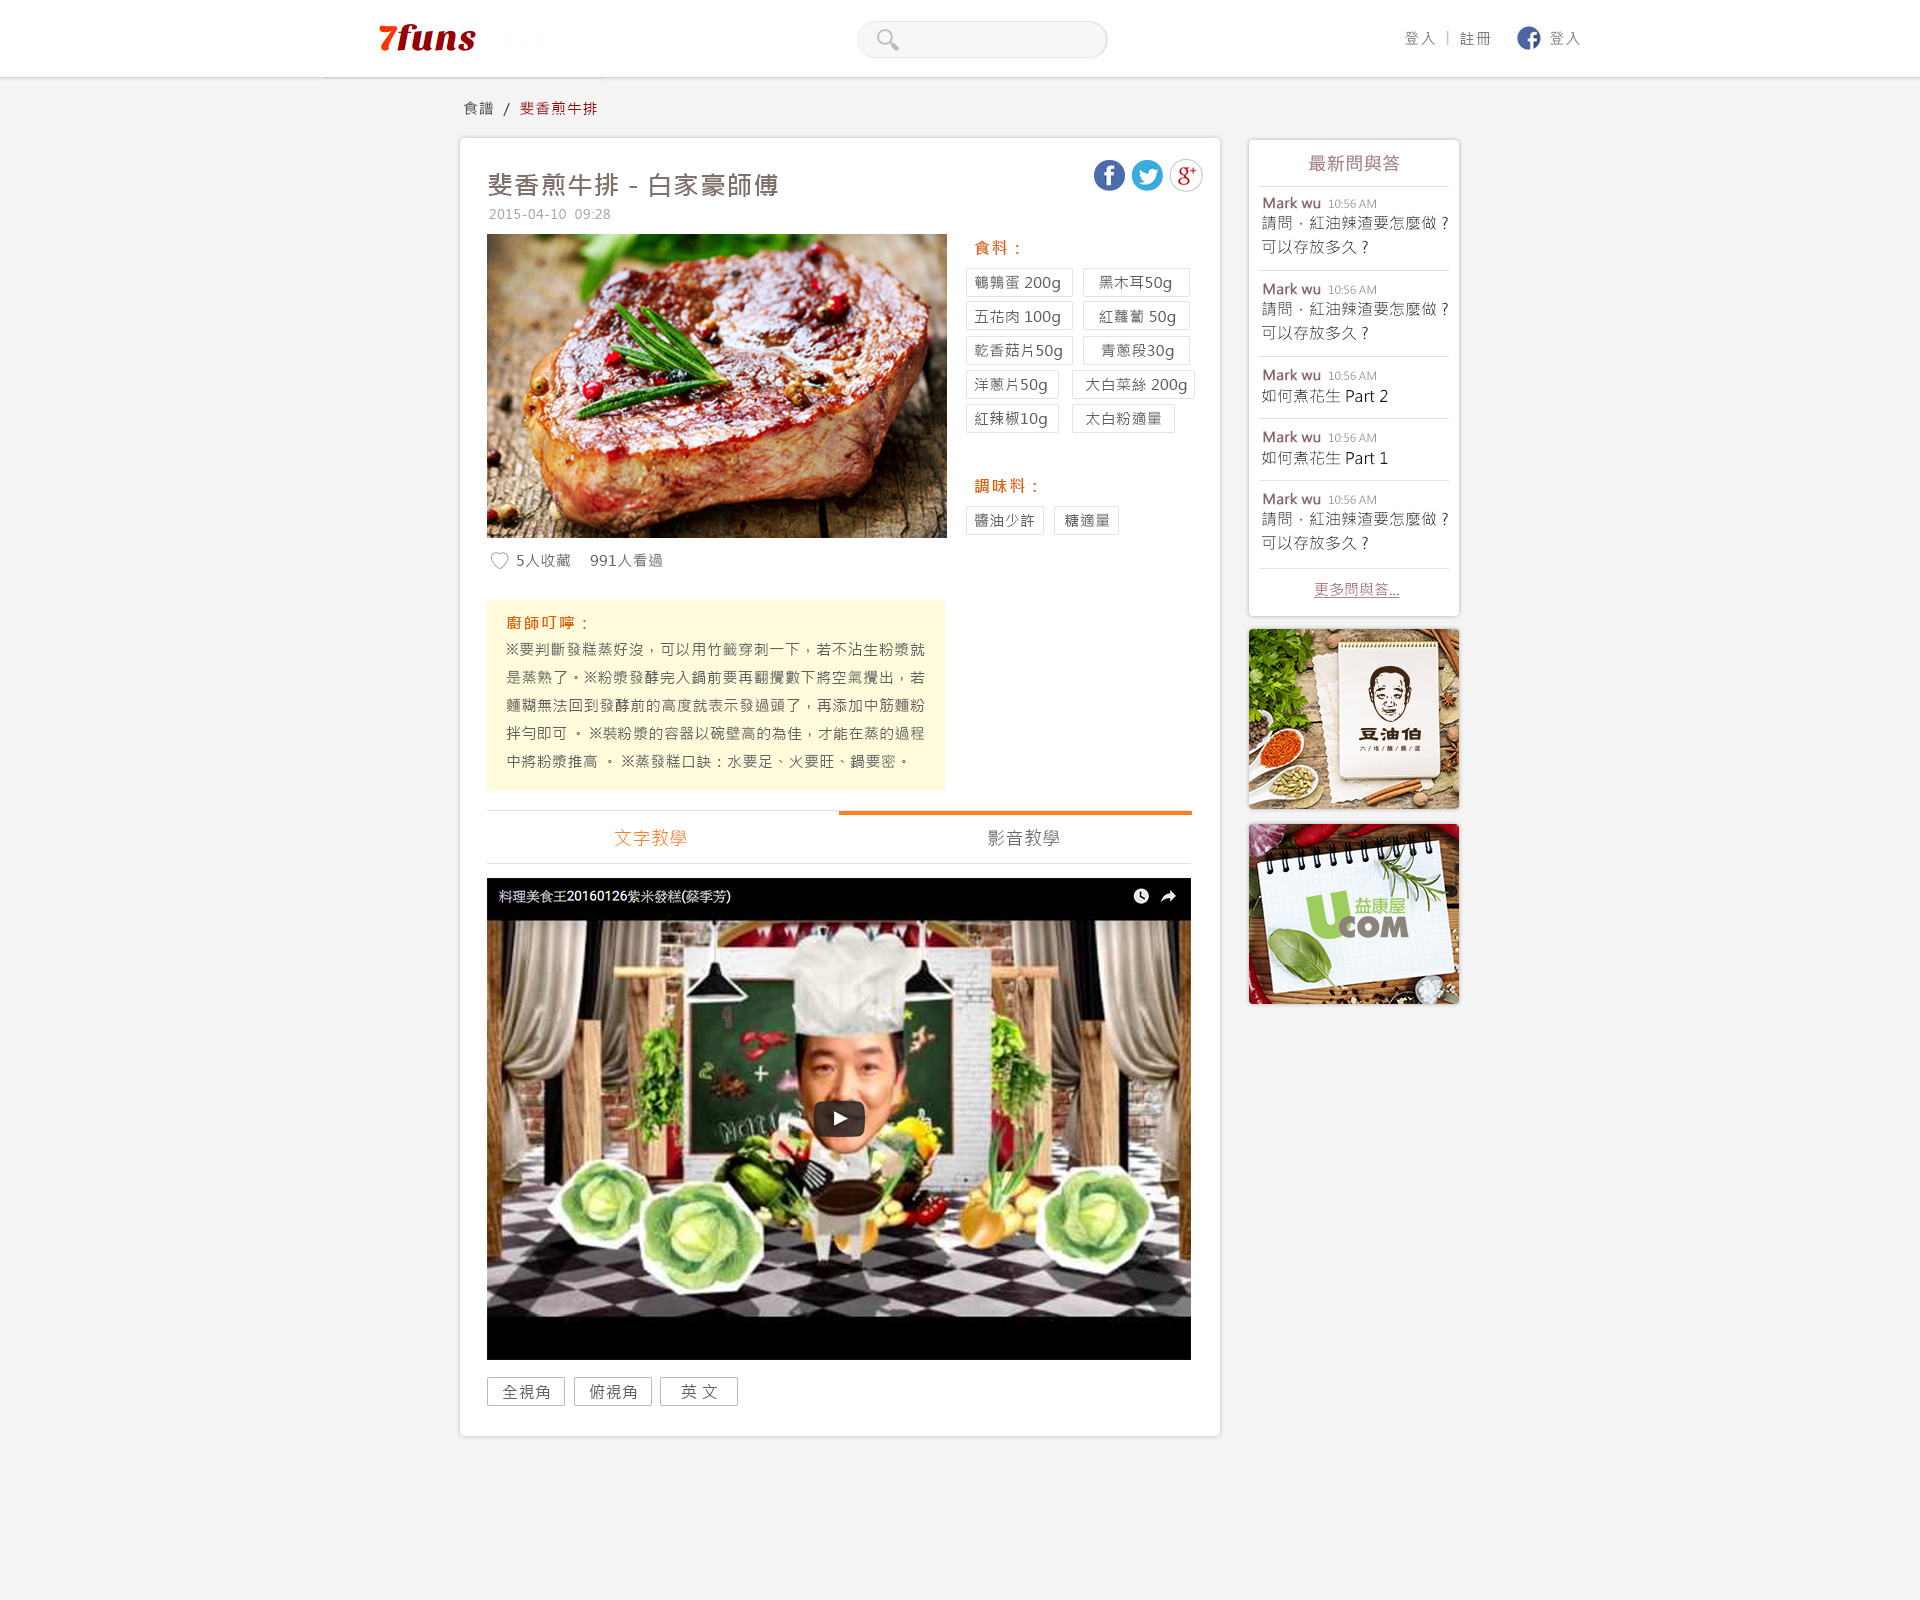 7funs
登入 | 註冊
登入
食譜 / 斐香煎牛排
斐香煎牛排 - 白家豪師傅
2015-04-10 09:28
食料：
鵪鶉蛋 200g
黑木耳50g
五花肉 100g
紅蘿蔔 50g
乾香菇片50g
青蔥段30g
洋蔥片50g
大白菜絲 200g
紅辣椒10g
太白粉適量
調味料：
醬油少許
糖適量
5人收藏 991人看過
廚師叮嚀：
※要判斷發糕蒸好沒，可以用竹籤穿刺一下，若不沾生粉漿就
是蒸熟了。※粉漿發酵完入鍋前要再翻攪數下將空氣攪出，若
麵糊無法回到發酵前的高度就表示發過頭了，再添加中筋麵粉
拌勻即可 。 ※裝粉漿的容器以碗壁高的為佳，才能在蒸的過程
中將粉漿推高 。 ※蒸發糕口訣：水要足、火要旺、鍋要密。
文字教學
影音教學
料理美食王20160126紫米發糕(蔡季芳)
全視角
俯視角
英 文
最新問與答
Mark wu 10:56 AM
請問，紅油辣渣要怎麼做？
可以存放多久？
Mark wu 10:56 AM
請問，紅油辣渣要怎麼做？
可以存放多久？
Mark wu 10:56 AM
如何煮花生 Part 2
Mark wu 10:56 AM
如何煮花生 Part 1
Mark wu 10:56 AM
請問，紅油辣渣要怎麼做？
可以存放多久？
更多問與答...
豆油伯
益康屋
UCOM